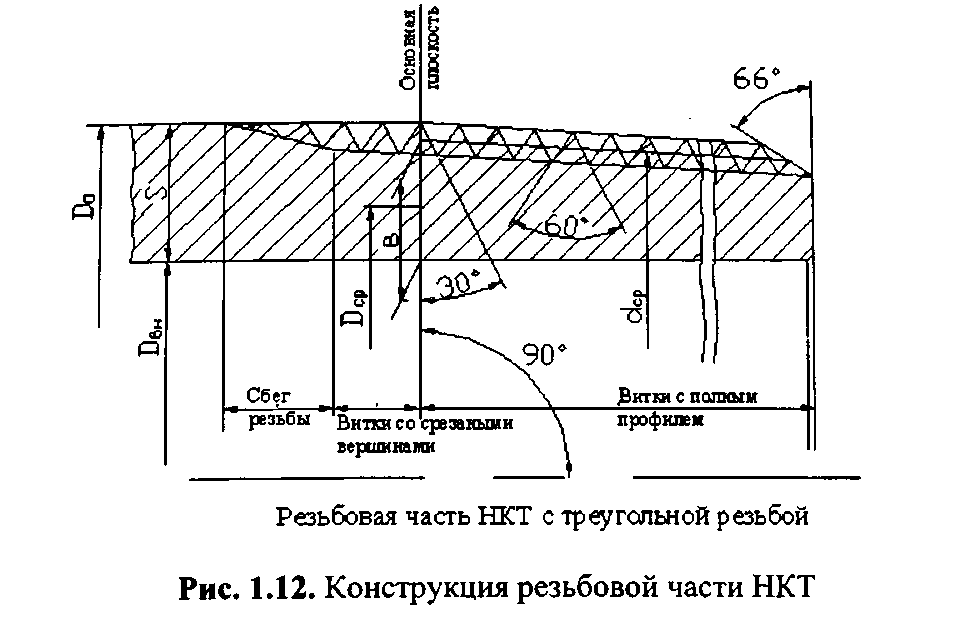 Основная
плоскость
66°
S
D₀
60°
В
30°
Dср
dср
Dвн
90°
Сбег
резьбы
Витки со срезаными
вершинами
Витки с полным
профилем
Резьбовая часть НКТ с треугольной резьбой
Рис. 1.12. Конструкция резьбовой части НКТ